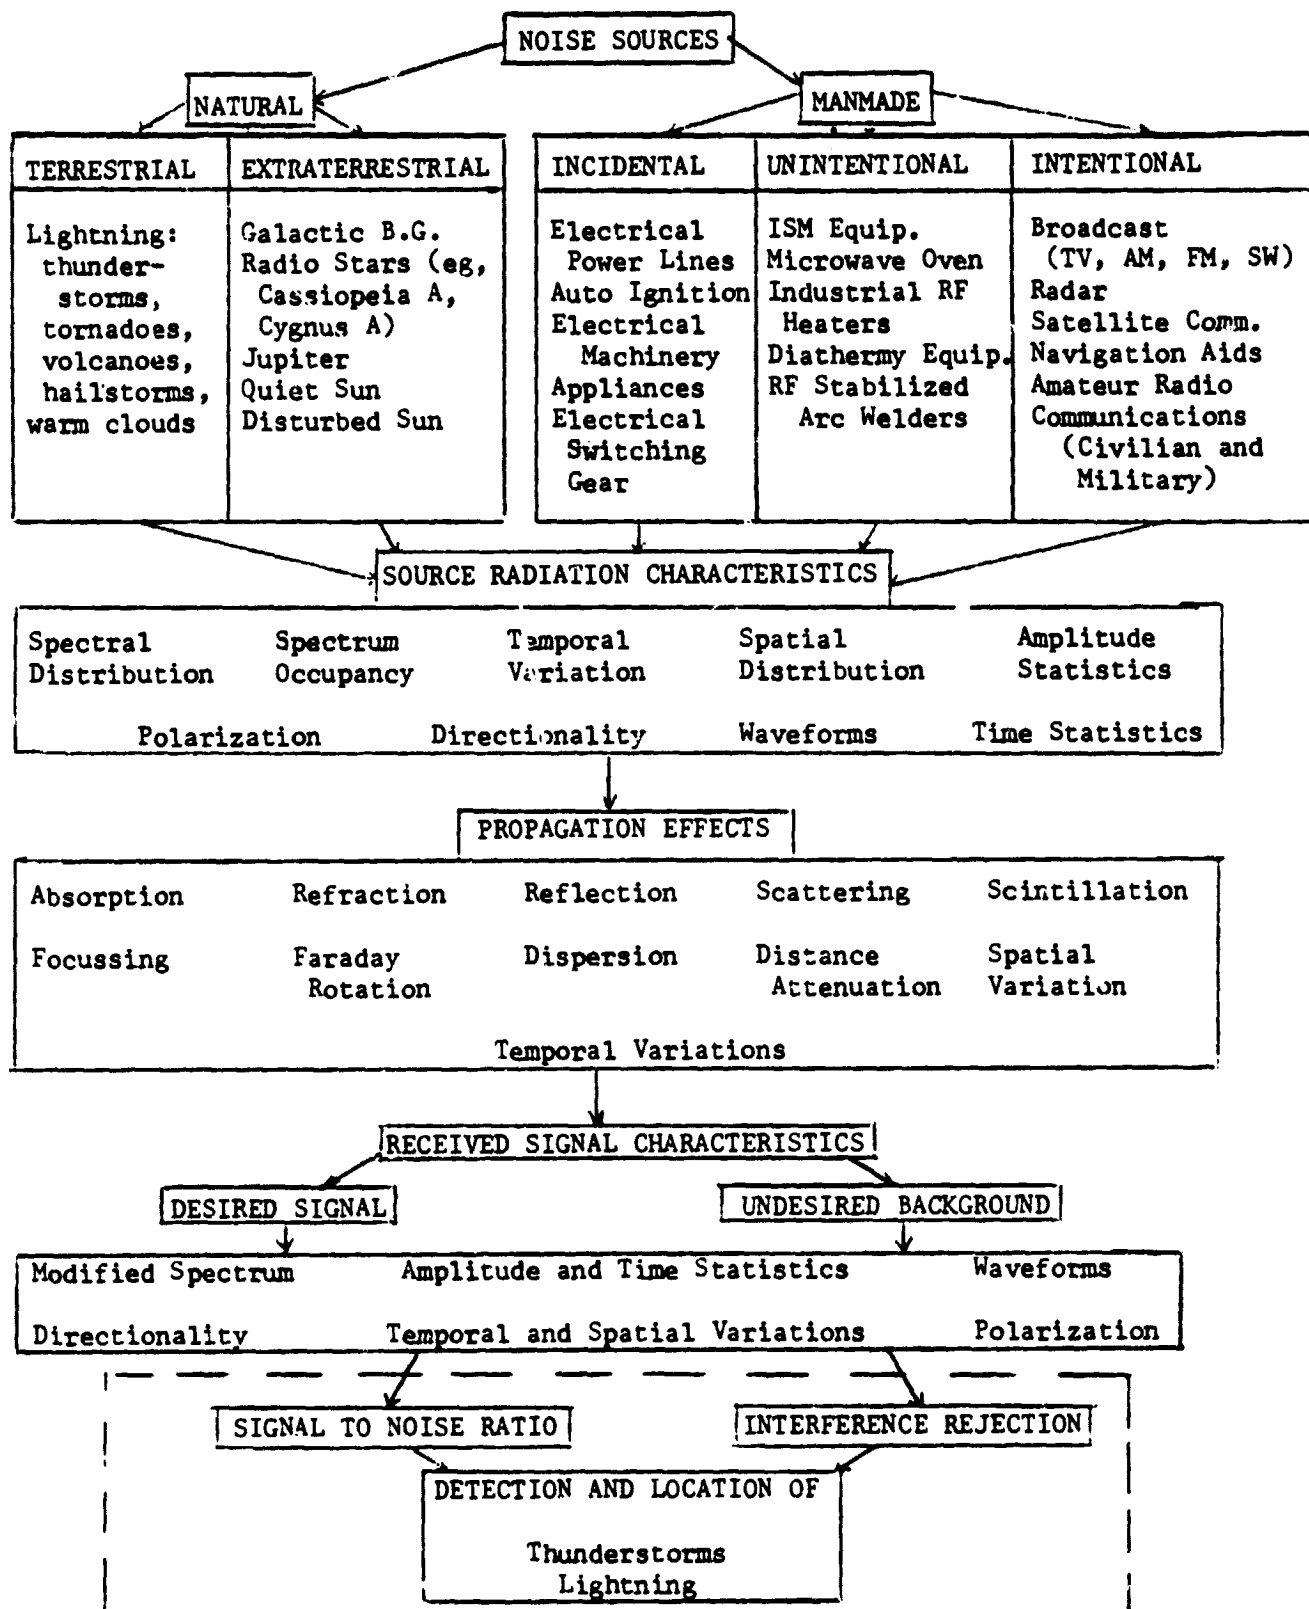 NOISE SOURCES
NATURAL
MANMADE
TERRESTRIAL
Lightning:
thunder-
storms,
tornadoes,
volcanoes,
hailstorms,
warm clouds
EXTRATERRESTRIAL
Galactic B.G.
Radio Stars (eg,
Cassiopeia A,
Cygnus A)
Jupiter
Quiet Sun
Disturbed Sun
INCIDENTAL
Electrical
Power Lines
Auto Ignition
Electrical
Machinery
Appliances
Electrical
Switching
Gear
UNINTENTIONAL
ISM Equip.
Microwave Oven
Industrial RF
Heaters
Diathermy Equip.
RF Stabilized
Arc Welders
INTENTIONAL
Broadcast
(TV, AM, FM, SW)
Radar
Satellite Comm.
Navigation Aids
Amateur Radio
Communications
(Civilian and
Military)
SOURCE RADIATION CHARACTERISTICS
Spectral
Distribution
Spectrum
Occupancy
Temporal
Variation
Spatial
Distribution
Amplitude
Statistics
Polarization
Directionality
Waveforms
Time Statistics
PROPAGATION EFFECTS
Absorption
Refraction
Reflection
Scattering
Scintillation
Focussing
Faraday
Rotation
Dispersion
Distance
Attenuation
Spatial
Variation
Temporal Variations
RECEIVED SIGNAL CHARACTERISTICS
DESIRED SIGNAL
UNDESIRED BACKGROUND
Modified Spectrum
Amplitude and Time Statistics
Waveforms
Directionality
Temporal and Spatial Variations
Polarization
SIGNAL TO NOISE RATIO
INTERFERENCE REJECTION
DETECTION AND LOCATION OF
Thunderstorms
Lightning